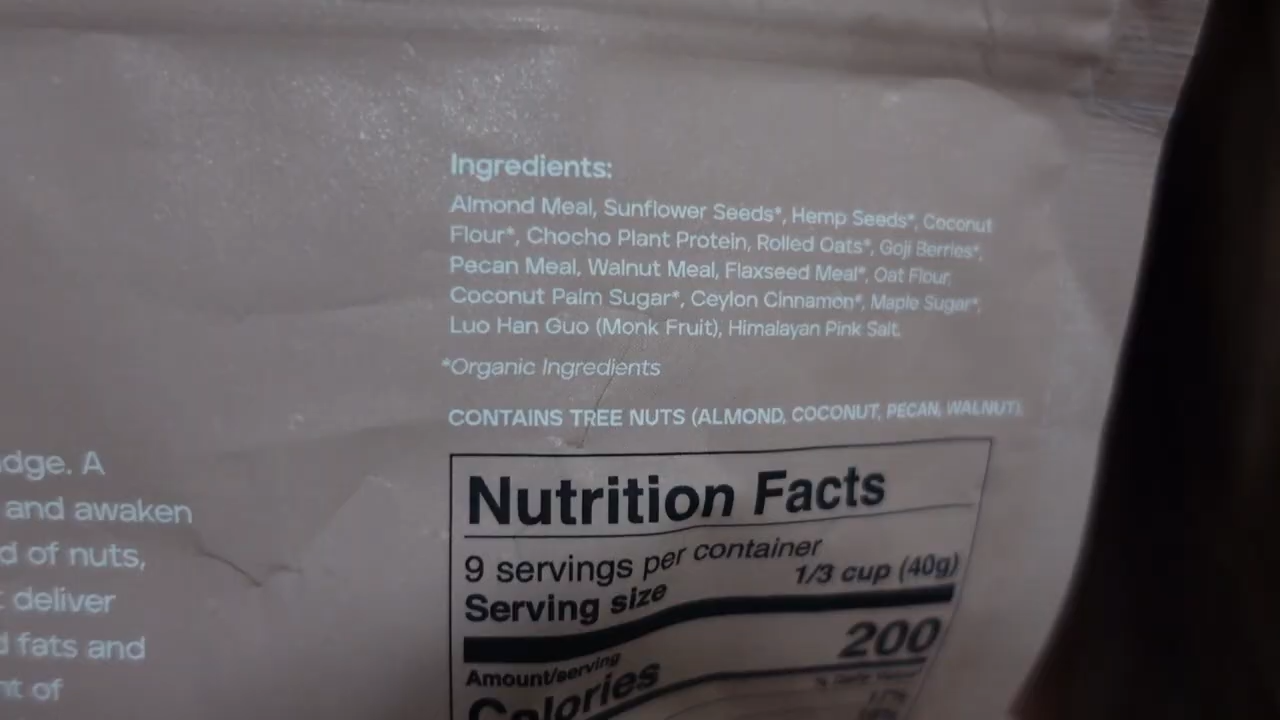 Ingredients:
Almond Meal, Sunflower Seeds*, Hemp Seeds*, Coconut
Flour*, Chocho Plant Protein, Rolled Oats*, Goji Berries*,
Pecan Meal, Walnut Meal, Flaxseed Meal*, Oat Flour,
Coconut Palm Sugar*, Ceylon Cinnamon*, Maple Sugar*,
Luo Han Guo (Monk Fruit), Himalayan Pink Salt.
*Organic Ingredients
CONTAINS TREE NUTS (ALMOND, COCONUT, PECAN, WALNUT).
dge. A
and awaken
d of nuts,
deliver
d fats and
nt of
Nutrition Facts
9 servings per container
Serving size 1/3 cup (40g)
Amount/serving
Calories 200